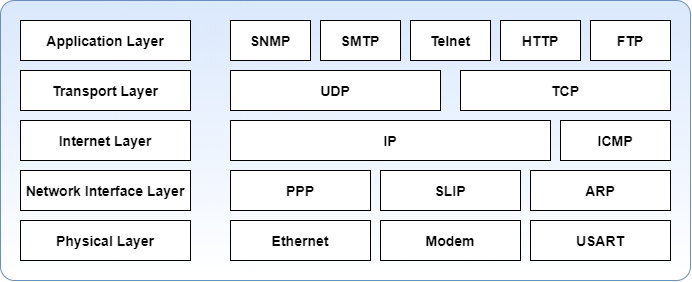 Application Layer SNMP SMTP Telnet HTTP FTP
Transport Layer UDP TCP
Internet Layer IP ICMP
Network Interface Layer PPP SLIP ARP
Physical Layer Ethernet Modem USART